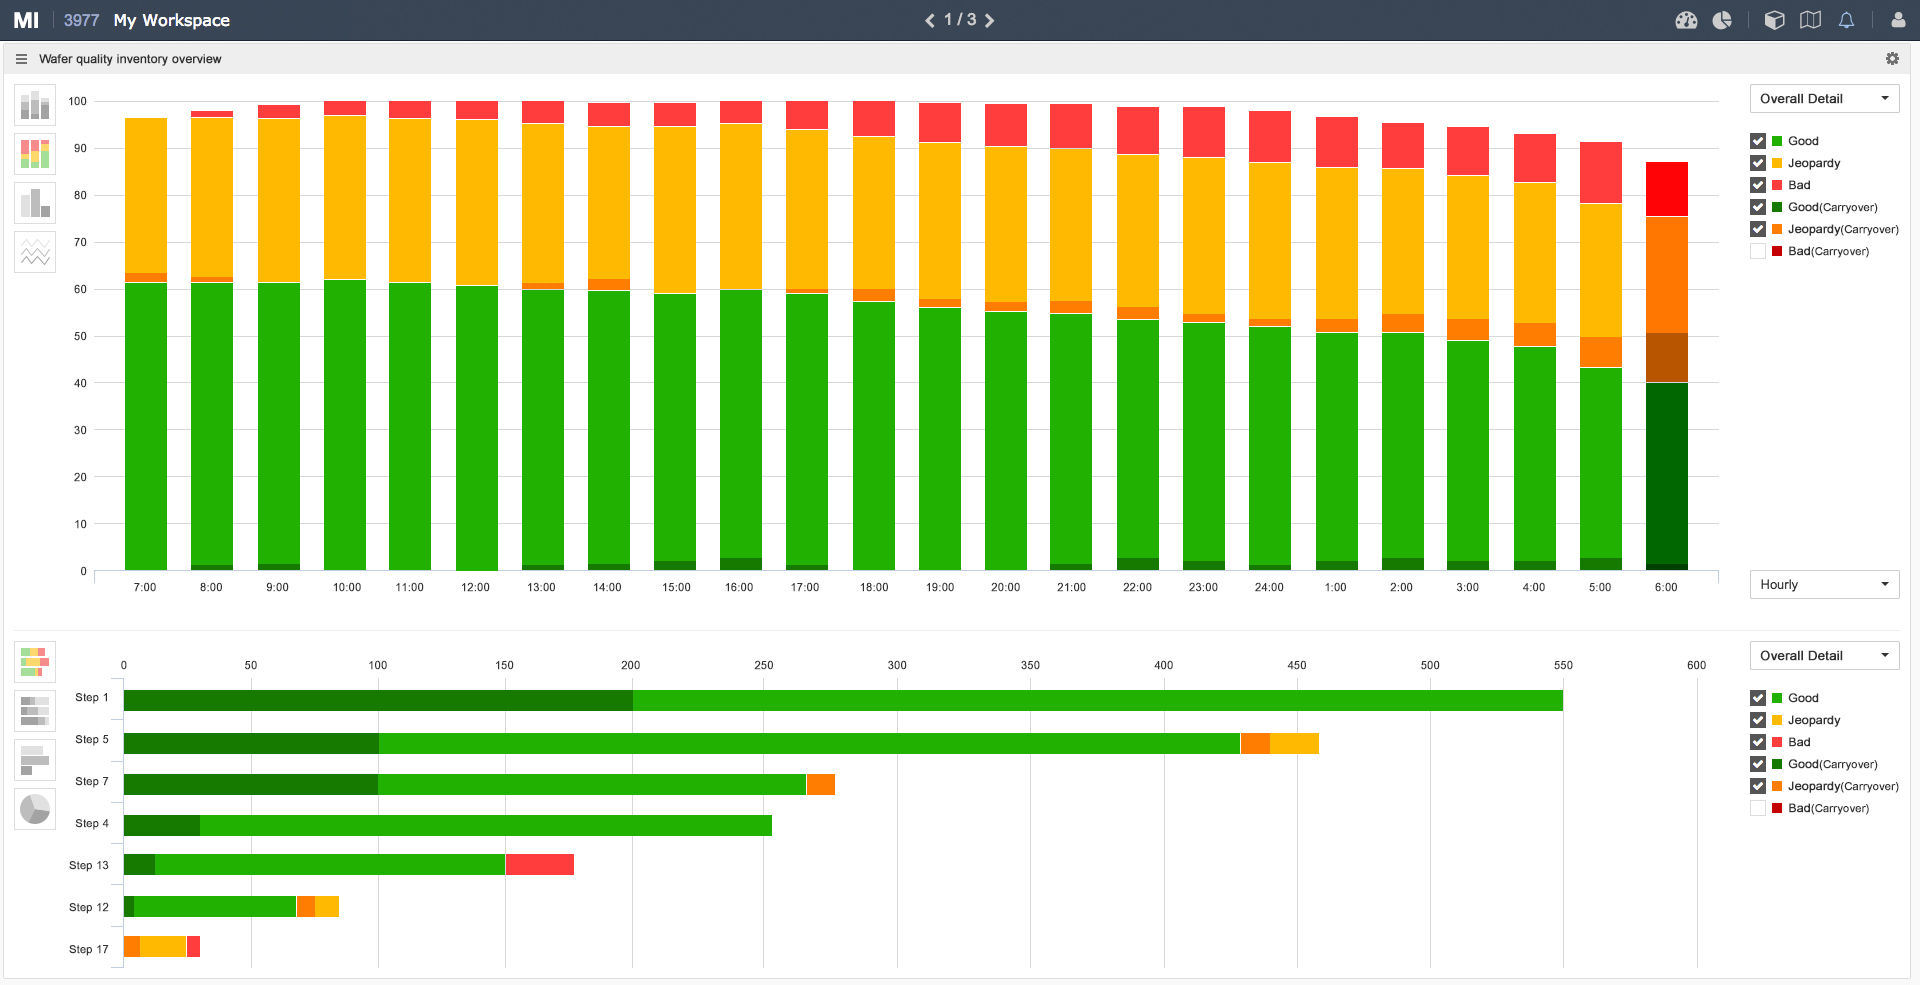 MI 3977 My Workspace 1 / 3
Wafer quality inventory overview
100
90
80
70
60
50
40
30
20
10
0
7:00 8:00 9:00 10:00 11:00 12:00 13:00 14:00 15:00 16:00 17:00 18:00 19:00 20:00 21:00 22:00 23:00 24:00 1:00 2:00 3:00 4:00 5:00 6:00
Overall Detail
Good
Jeopardy
Bad
Good(Carryover)
Jeopardy(Carryover)
Bad(Carryover)
Hourly
0 50 100 150 200 250 300 350 400 450 500 550 600
Step 1
Step 5
Step 7
Step 4
Step 13
Step 12
Step 17
Overall Detail
Good
Jeopardy
Bad
Good(Carryover)
Jeopardy(Carryover)
Bad(Carryover)